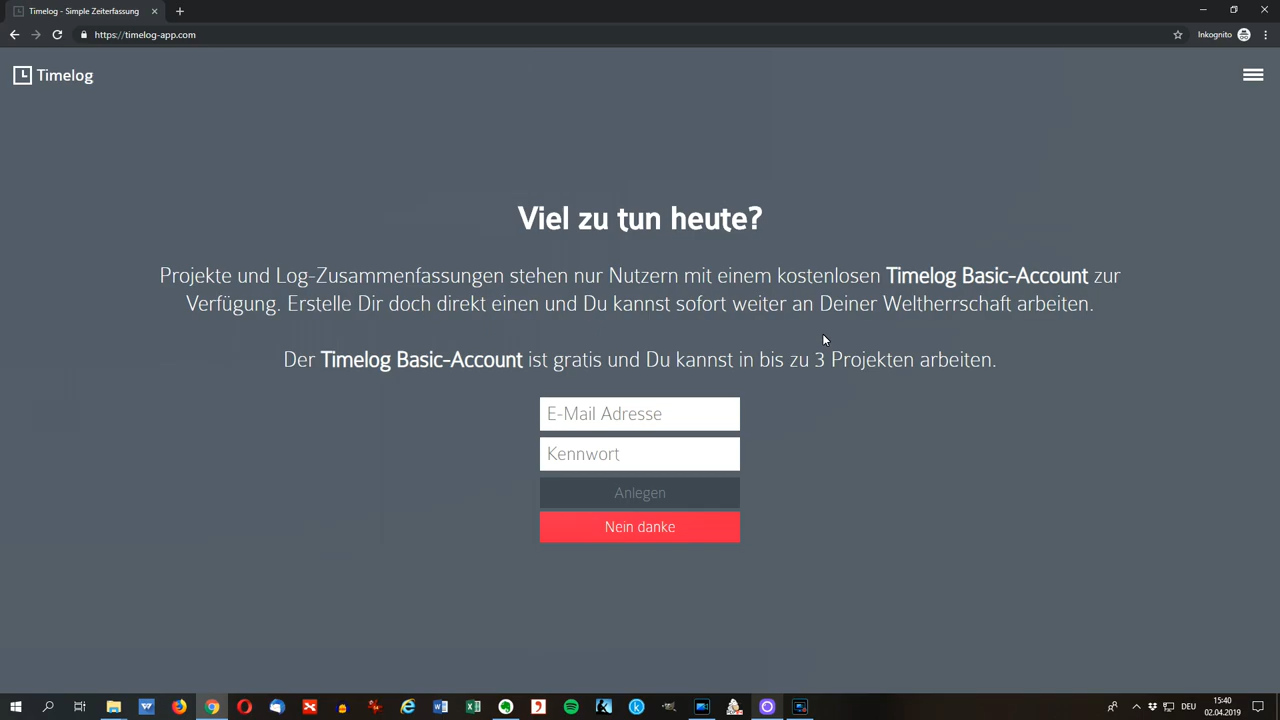 Timelog - Simple Zeiterfassung
https://timelog-app.com
Inkognito
Timelog
Viel zu tun heute?
Projekte und Log-Zusammenfassungen stehen nur Nutzern mit einem kostenlosen Timelog Basic-Account zur
Verfügung. Erstelle Dir doch direkt einen und Du kannst sofort weiter an Deiner Weltherrschaft arbeiten.
Der Timelog Basic-Account ist gratis und Du kannst in bis zu 3 Projekten arbeiten.
E-Mail Adresse
Kennwort
Anlegen
Nein danke
DEU
15:40
02.04.2019